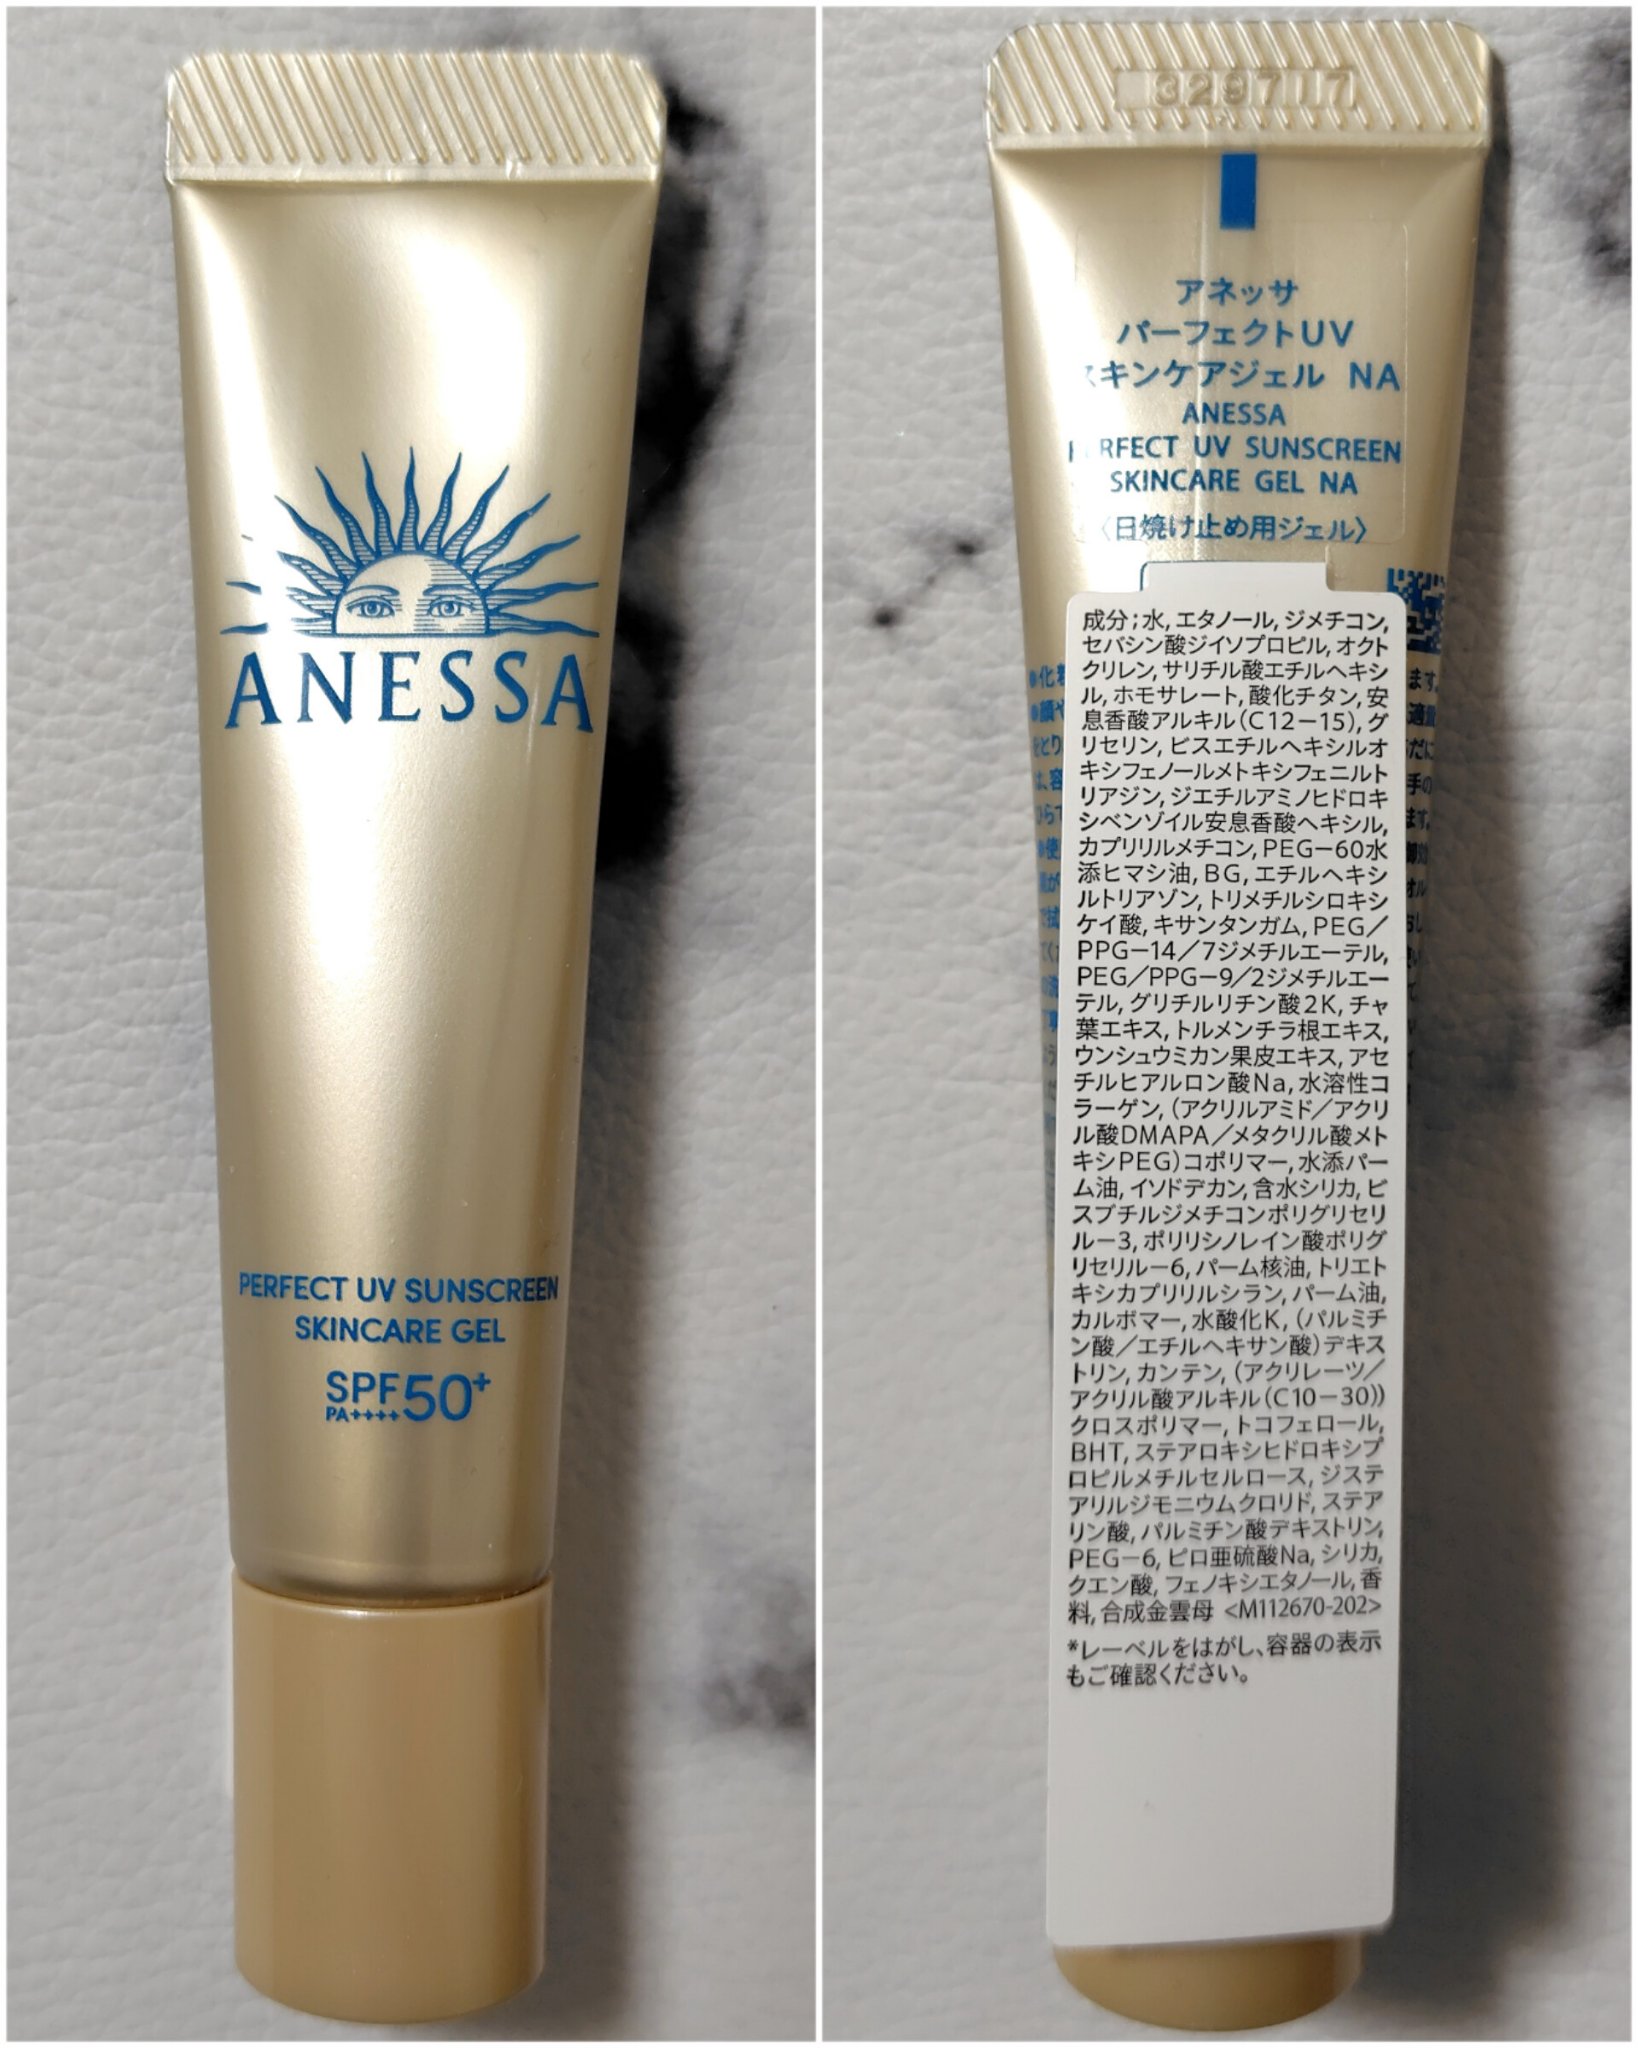 ANESSA
PERFECT UV SUNSCREEN
SKINCARE GEL
SPF50+
PA++++
329717
アネッサ
パーフェクトUV
スキンケアジェル NA
ANESSA
PERFECT UV SUNSCREEN
SKINCARE GEL NA
〈日焼け止め用ジェル〉
成分;水, エタノール, ジメチコン,
セバシン酸ジイソプロピル, オクト
クリレン, サリチル酸エチルヘキシ
ル, ホモサレート, 酸化チタン, 安
息香酸アルキル(C12−15), グ
リセリン, ビスエチルヘキシルオ
キシフェノールメトキシフェニルト
リアジン, ジエチルアミノヒドロキ
シベンゾイル安息香酸ヘキシル,
カプリリルメチコン, PEG−60水
添ヒマシ油, BG, エチルヘキシ
ルトリアゾン, トリメチルシロキシ
ケイ酸, キサンタンガム, PEG/
PPG−14/7ジメチルエーテル,
PEG/PPG−9/2ジメチルエー
テル, グリチルリチン酸2K, チャ
葉エキス, トルメンチラ根エキス,
ウンシュウミカン果皮エキス, アセ
チルヒアルロン酸Na, 水溶性コ
ラーゲン, (アクリルアミド/アクリ
ル酸DMAPA/メタクリル酸メト
キシPEG)コポリマー, 水添パー
ム油, イソドデカン, 含水シリカ, ビ
スブチルジメチコンポリグリセリ
ル−3, ポリリシノレイン酸ポリグ
リセリル−6, パーム核油, トリエト
キシカプリリルシラン, パーム油,
カルボマー, 水酸化K, (パルミチ
ン酸/エチルヘキサン酸)デキス
トリン, カンテン, (アクリレーツ/
アクリル酸アルキル(C10−30))
クロスポリマー, トコフェロール,
BHT, ステアロキシヒドロキシプ
ロピルメチルセルロース, ジステ
アリルジモニウムクロリド, ステア
リン酸, パルミチン酸デキストリン,
PEG−6, ピロ亜硫酸Na, シリカ,
クエン酸, フェノキシエタノール, 香
料, 合成金雲母 <M112670-202>
*レーベルをはがし、容器の表示
もご確認ください。